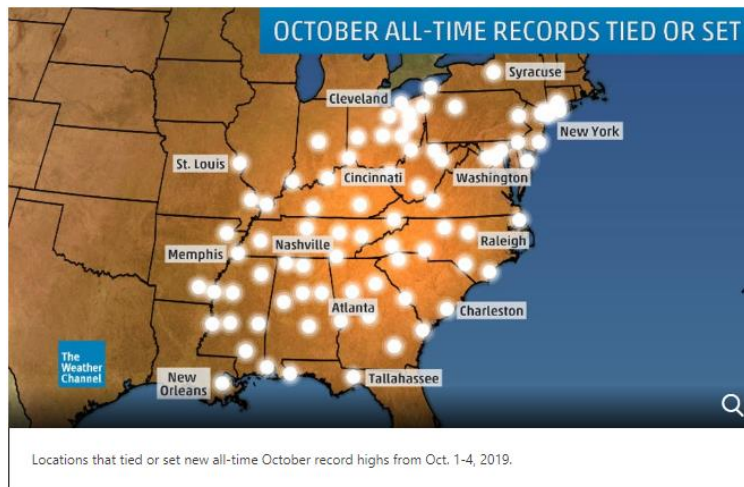 OCTOBER ALL-TIME RECORDS TIED OR SET
Syracuse
Cleveland
New York
St. Louis
Cincinnati
Washington
Memphis
Nashville
Raleigh
Atlanta
Charleston
The
Weather
Channel
New
Orleans
Tallahassee
Locations that tied or set new all-time October record highs from Oct. 1-4, 2019.